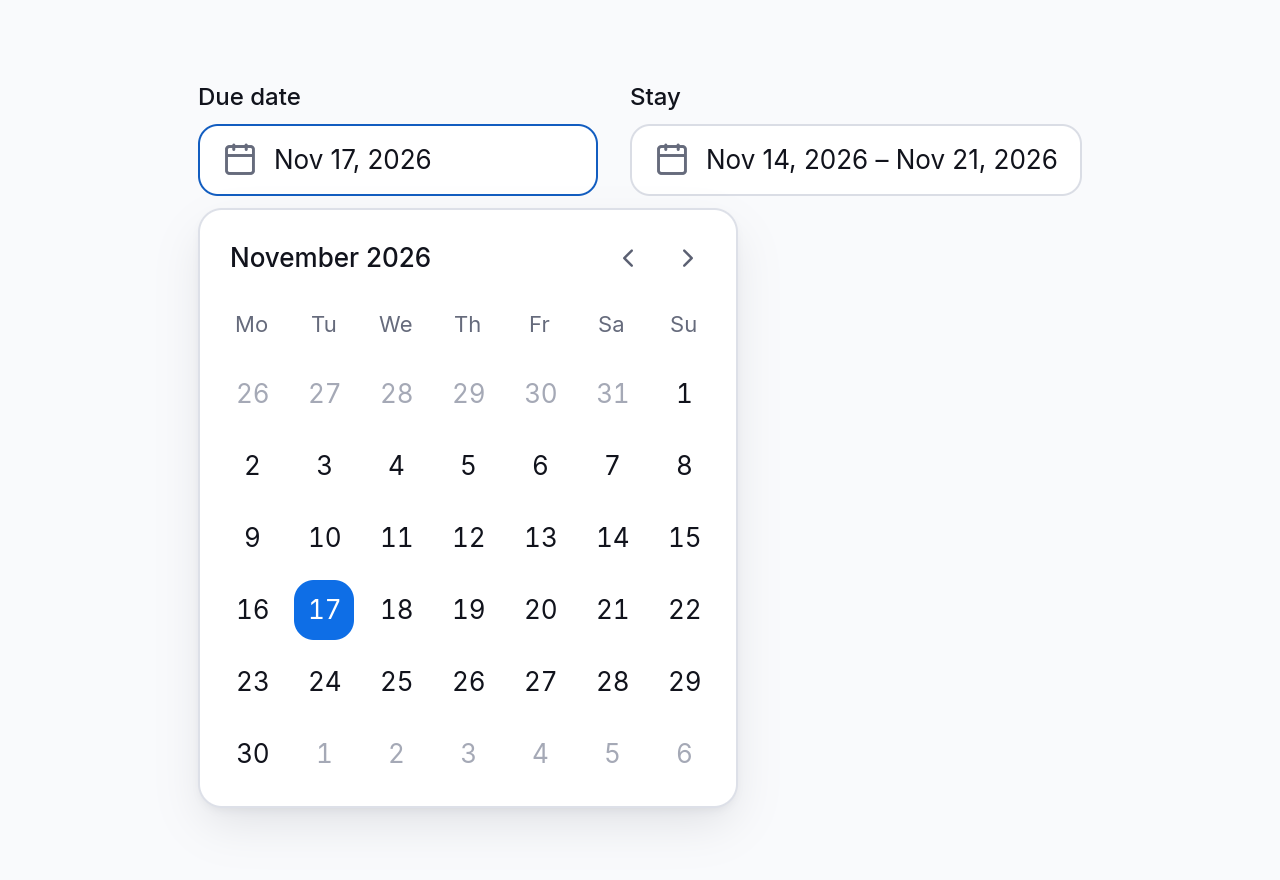 Due date
Stay
Nov 17, 2026
Nov 14, 2026 – Nov 21, 2026
November 2026
Mo Tu We Th Fr Sa Su
26 27 28 29 30 31 1
2 3 4 5 6 7 8
9 10 11 12 13 14 15
16 17 18 19 20 21 22
23 24 25 26 27 28 29
30 1 2 3 4 5 6